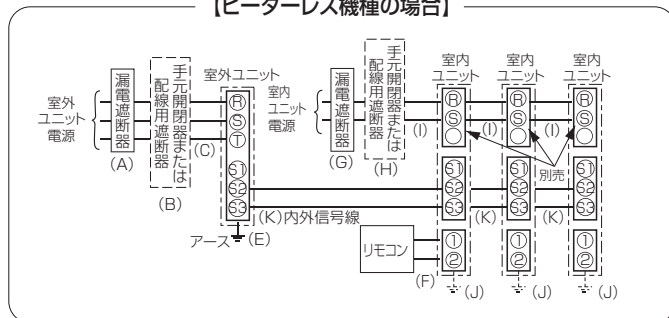 【ヒーターレス機種の場合】
室外
ユニット
電源
漏電遮断器
(A)
手元開閉器または
配線用遮断器
(B)
(C)
室外ユニット
R
S
T
S1
S2
S3
アース
(E)
(K)内外信号線
室内
ユニット
電源
漏電遮断器
(G)
手元開閉器または
配線用遮断器
(H)
(I)
室内
ユニット
R
S
S1
S2
S3
①
②
(I)
(K)
室内
ユニット
R
S
S1
S2
S3
①
②
(I)
(K)
室内
ユニット
R
S
S1
S2
S3
①
②
別売
リモコン
(F)
(J)
(J)
(J)